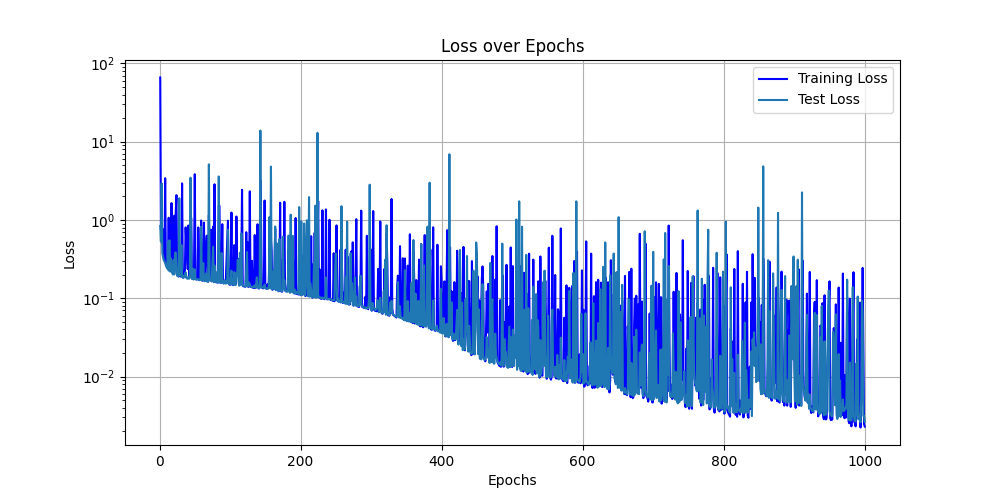 Loss over Epochs
Training Loss
Test Loss
Loss
10²
10¹
10⁰
10⁻¹
10⁻²
0
200
400
600
800
1000
Epochs